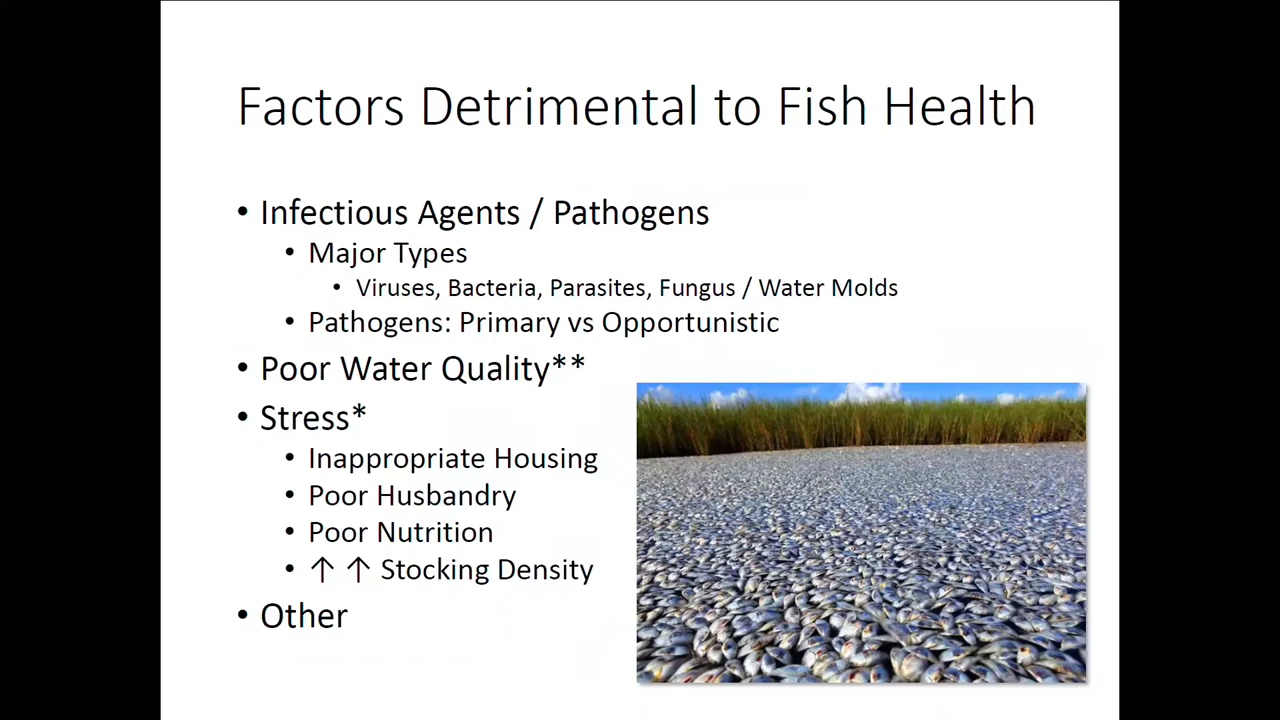 Factors Detrimental to Fish Health
• Infectious Agents / Pathogens
• Major Types
• Viruses, Bacteria, Parasites, Fungus / Water Molds
• Pathogens: Primary vs Opportunistic
• Poor Water Quality**
• Stress*
• Inappropriate Housing
• Poor Husbandry
• Poor Nutrition
• ↑ ↑ Stocking Density
• Other